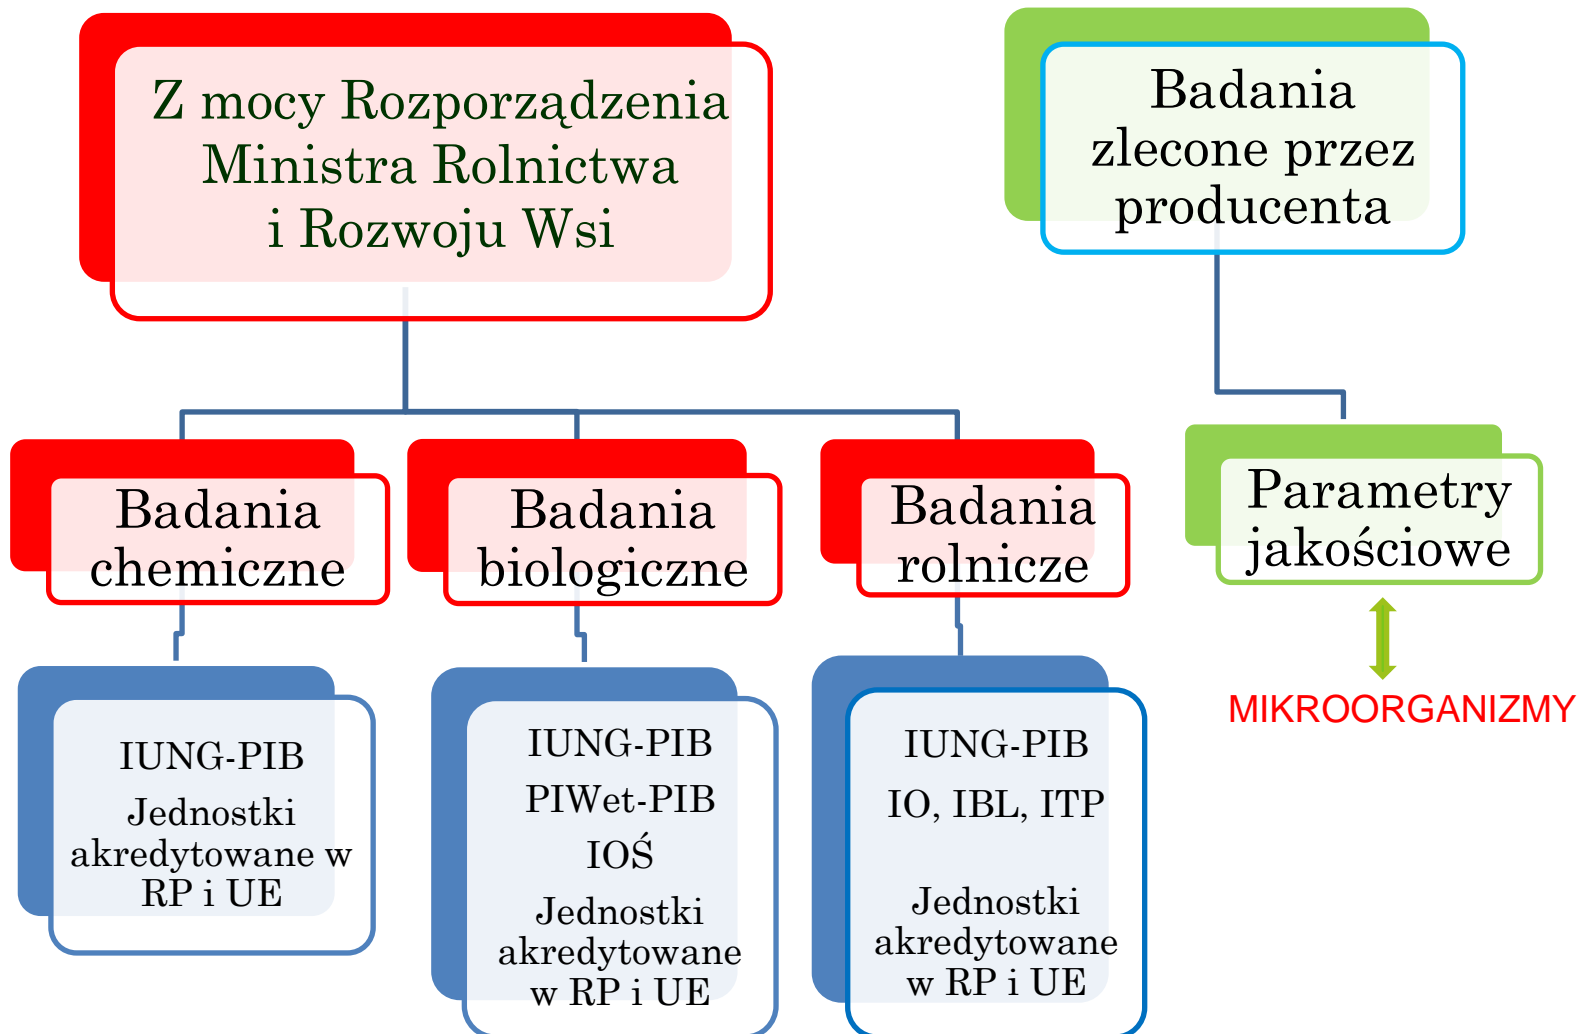 Z mocy Rozporządzenia
Ministra Rolnictwa
i Rozwoju Wsi
Badania
zlecone przez
producenta
Badania
chemiczne
Badania
biologiczne
Badania
rolnicze
Parametry
jakościowe
MIKROORGANIZMY
IUNG-PIB
Jednostki
akredytowane w
RP i UE
IUNG-PIB
PIWet-PIB
IOŚ
Jednostki
akredytowane
w RP i UE
IUNG-PIB
IO, IBL, ITP
Jednostki
akredytowane
w RP i UE